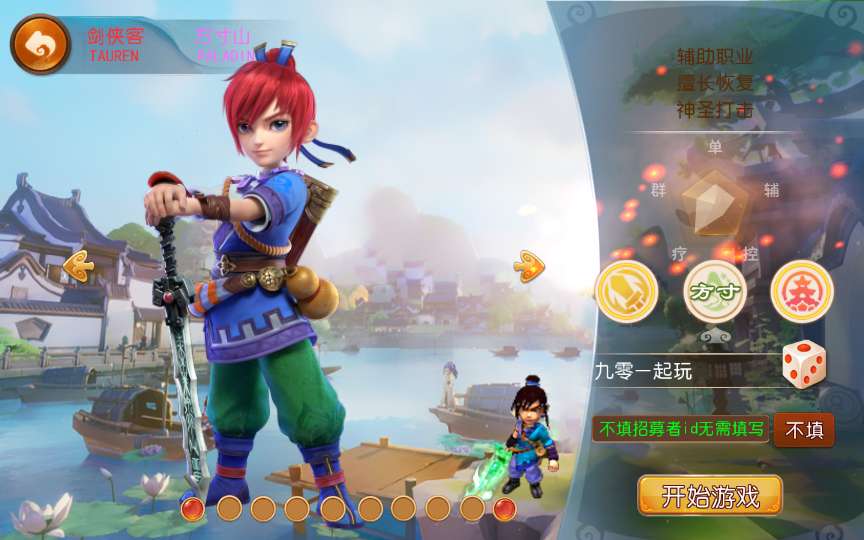 剑侠客
TAUREN
方寸山
PALADIN
辅助职业
擅长恢复
神圣打击
单
群
辅
疗
控
方寸
九零一起玩
不填招募者id无需填写
不填
开始游戏